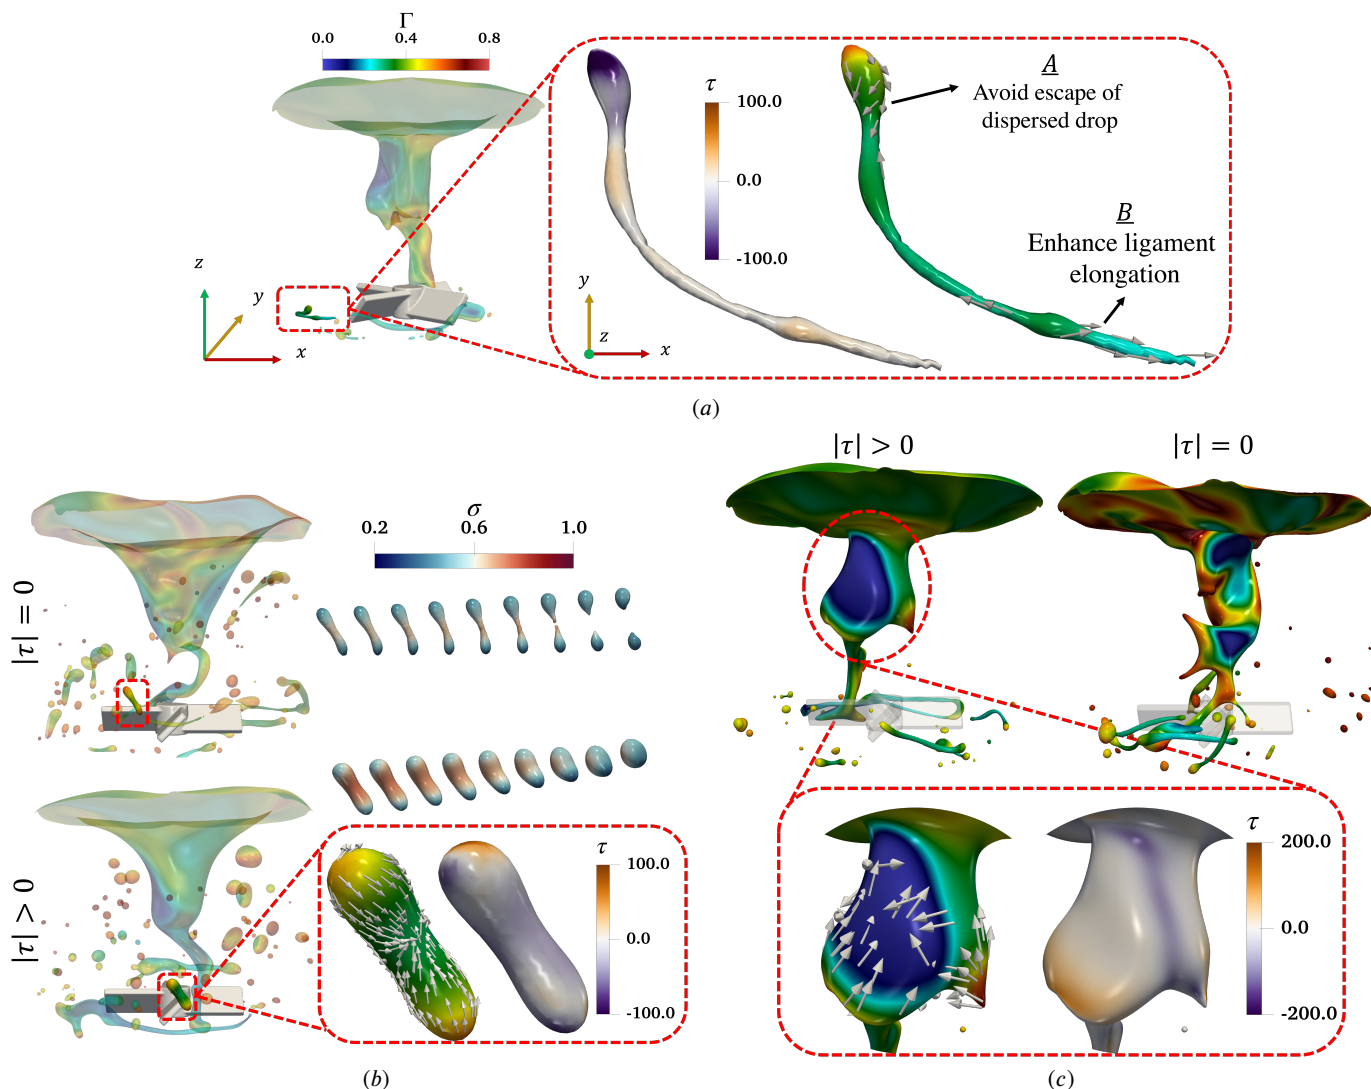 Γ
0.0 0.4 0.8
z
y
x
τ
100.0
0.0
-100.0
y
z
x
A
Avoid escape of
dispersed drop
B
Enhance ligament
elongation
(a)
|τ| = 0
σ
0.2 0.6 1.0
|τ| > 0
τ
100.0
0.0
-100.0
(b)
|τ| > 0
|τ| = 0
τ
200.0
0.0
-200.0
(c)